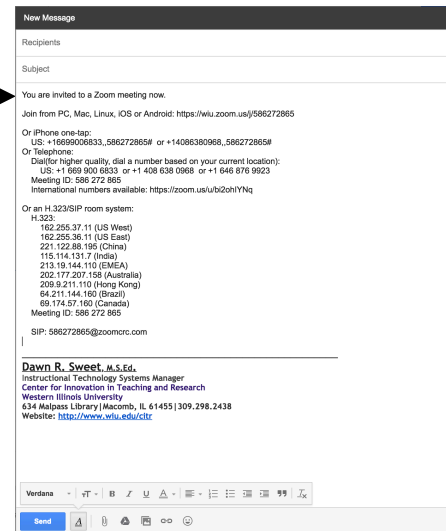 New Message
Recipients
Subject
You are invited to a Zoom meeting now.
Join from PC, Mac, Linux, iOS or Android: https://wiu.zoom.us/j/586272865
Or iPhone one-tap:
US: +16699006833,,586272865# or +14086380968,,586272865#
Or Telephone:
Dial(for higher quality, dial a number based on your current location):
US: +1 669 900 6833 or +1 408 638 0968 or +1 646 876 9923
Meeting ID: 586 272 865
International numbers available: https://zoom.us/u/bi2ohIYNq
Or an H.323/SIP room system:
H.323:
162.255.37.11 (US West)
162.255.36.11 (US East)
221.122.88.195 (China)
115.114.131.7 (India)
213.19.144.110 (EMEA)
202.177.207.158 (Australia)
209.9.211.110 (Hong Kong)
64.211.144.160 (Brazil)
69.174.57.160 (Canada)
Meeting ID: 586 272 865
SIP: 586272865@zoomcrc.com
Dawn R. Sweet, M.S.Ed.
Instructional Technology Systems Manager
Center for Innovation in Teaching and Research
Western Illinois University
634 Malpass Library|Macomb, IL 61455|309.298.2438
Website: http://www.wiu.edu/citr
Verdana
Send